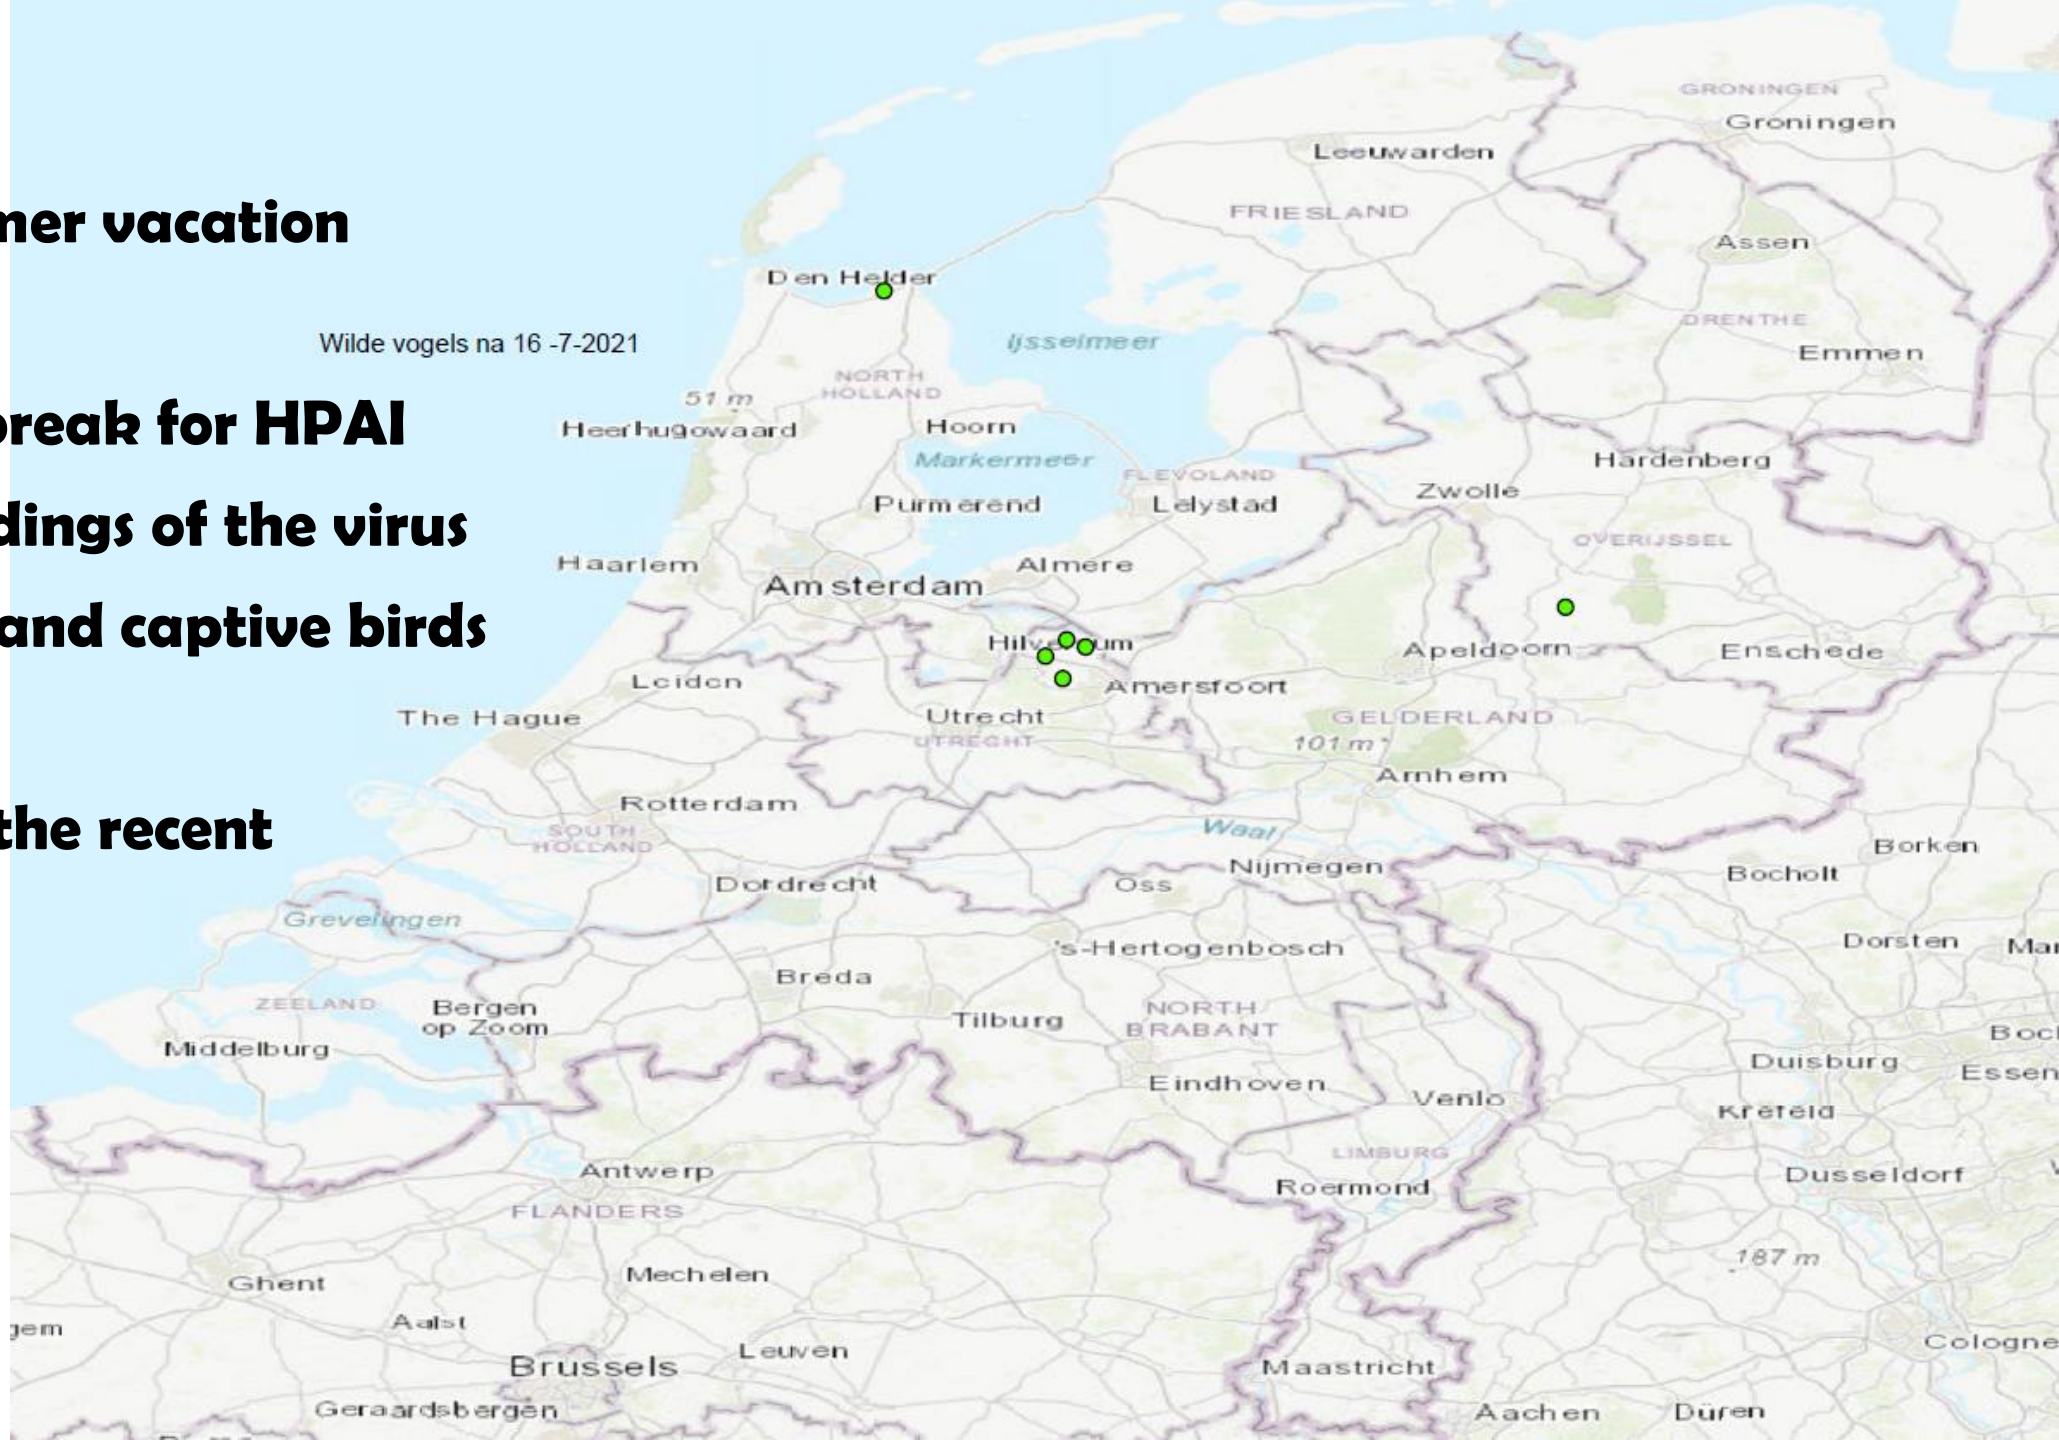 GRONINGEN
Groningen
Leeuwarden
FRIESLAND
vacation
Assen
Den Helder
DRENTHE
Wilde vogels na 16 -7-2021
Ijsselmeer
Emmen
NORTH
HOLLAND
51 m
break for HPAI
Heerhugowaard
Hoorn
Markermeer
Hardenberg
FLEVOLAND
Zwolle
Purmerend
Lelystad
of the virus
OVERIJSSEL
Haarlem
Almere
Amsterdam
and captive birds
Hilversum
Apeldoorn
Enschede
Leiden
Amersfoort
The Hague
Utrecht
GELDERLAND
UTRECHT
101 m
Arnhem
Rotterdam
the recent
SOUTH
HOLLAND
Waal
Borken
Nijmegen
Bocholt
Dordrecht
Oss
Grevelingen
's-Hertogenbosch
Dorsten
Breda
ZEELAND
Bergen
op Zoom
NORTH
BRABANT
Tilburg
Middelburg
Duisburg
Essen
Eindhoven
Venlo
Krefeld
LIMBURG
Antwerp
Dusseldorf
Roermond
FLANDERS
187 m
Mechelen
Ghent
Aalst
Cologne
Leuven
Brussels
Maastricht
Geraardsbergen
Aachen
Düren